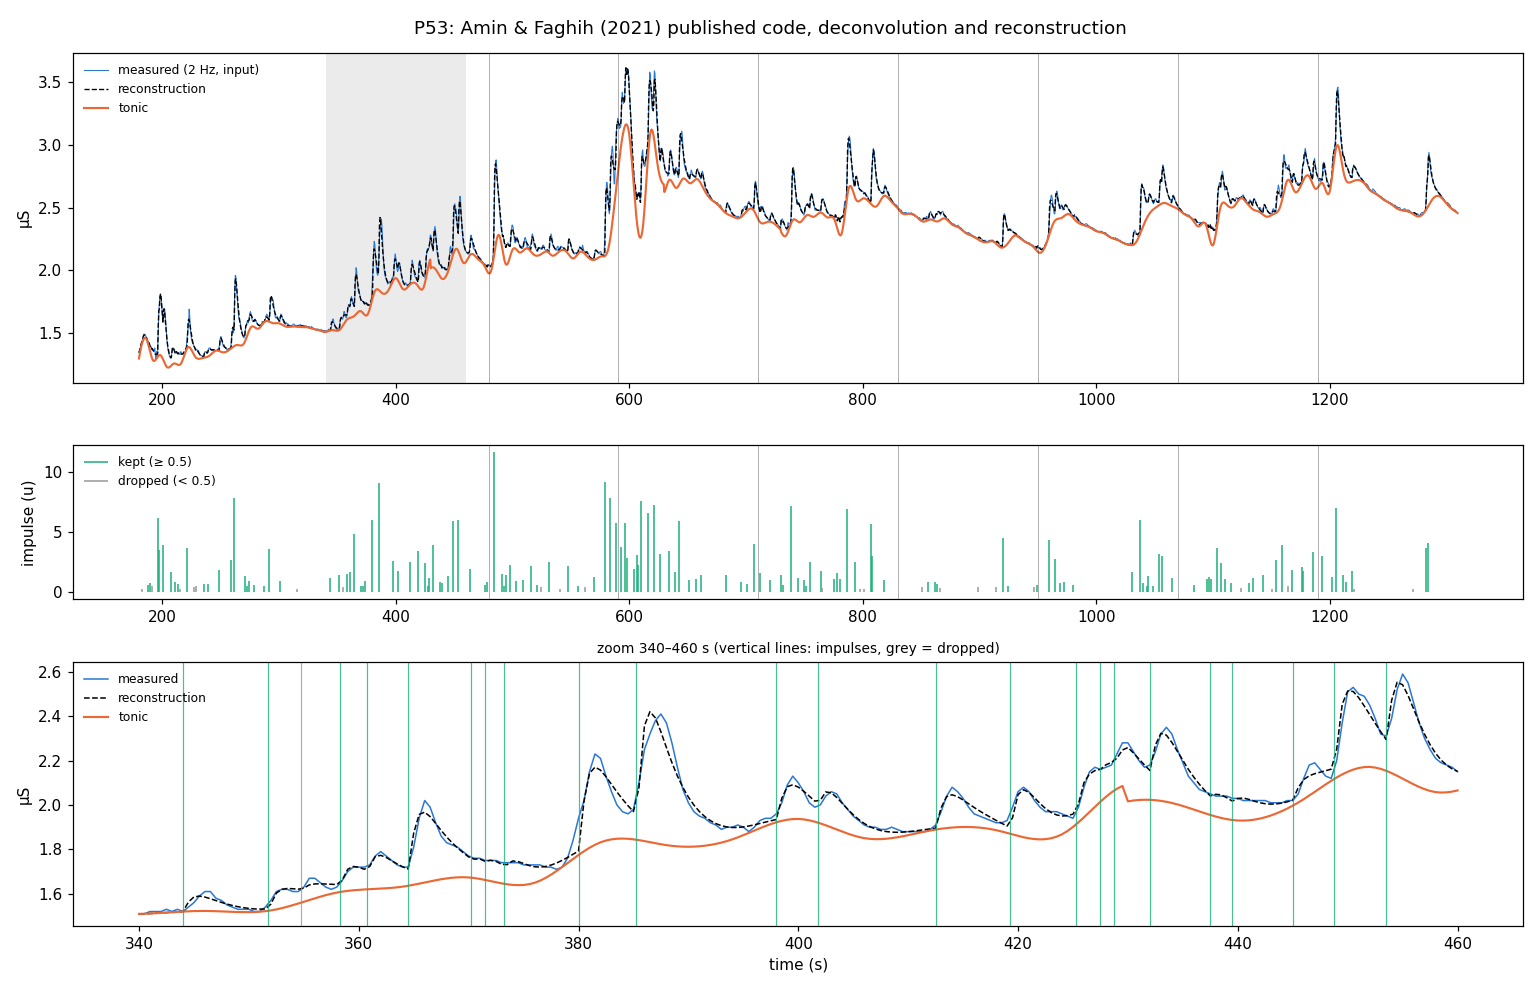 P53: Amin & Faghih (2021) published code, deconvolution and reconstruction
measured (2 Hz, input)
reconstruction
tonic
µS
3.5
3.0
2.5
2.0
1.5
200 400 600 800 1000 1200
kept (≥ 0.5)
dropped (< 0.5)
impulse (u)
10
5
0
200 400 600 800 1000 1200
zoom 340–460 s (vertical lines: impulses, grey = dropped)
measured
reconstruction
tonic
µS
2.6
2.4
2.2
2.0
1.8
1.6
340 360 380 400 420 440 460
time (s)